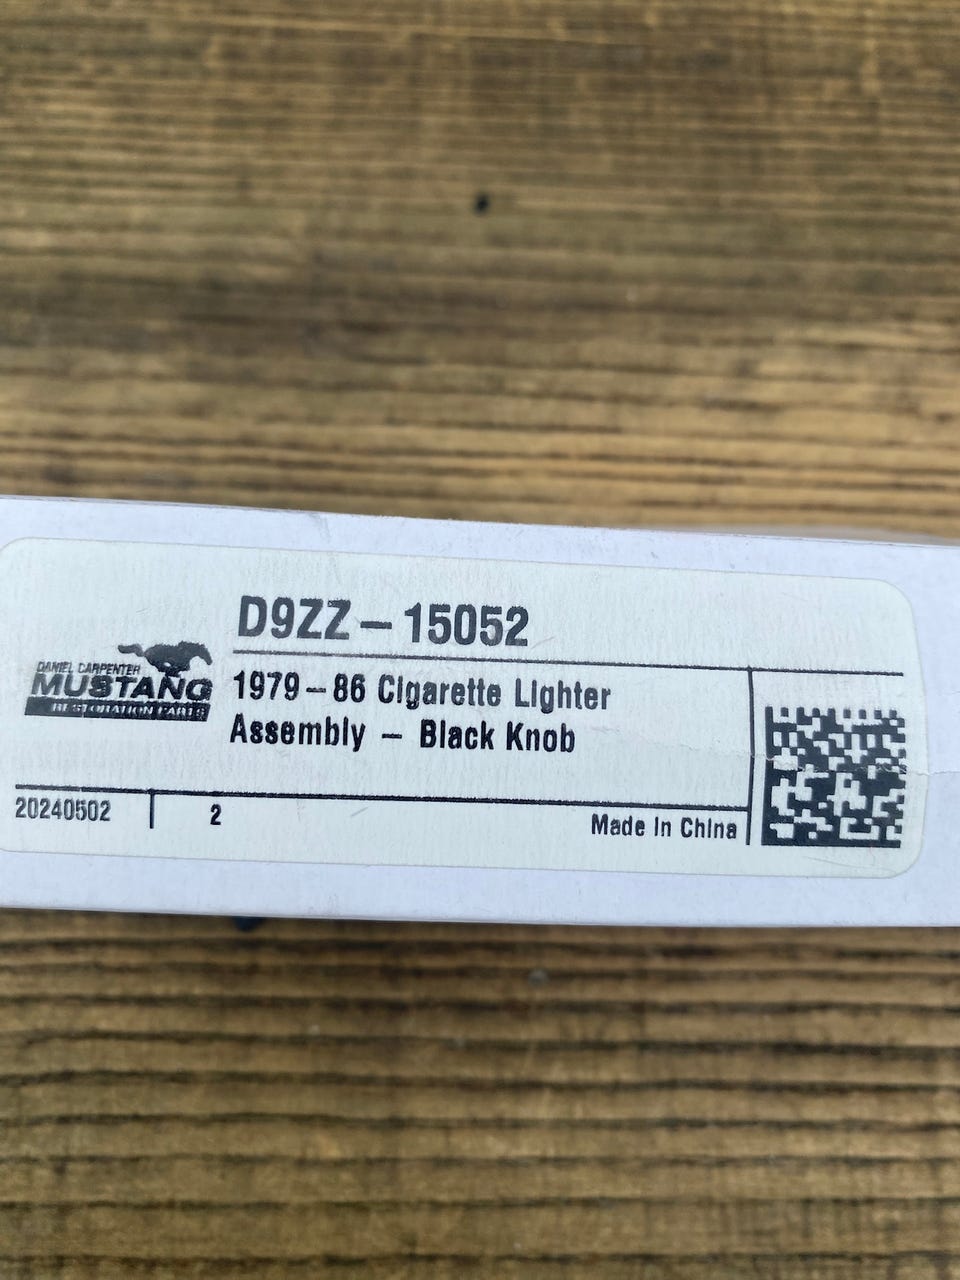 D9ZZ-15052
DANIEL CARPENTER
MUSTANG
RESTORATION PARTS
1979-86 Cigarette Lighter
Assembly - Black Knob
20240502 | 2
Made In China